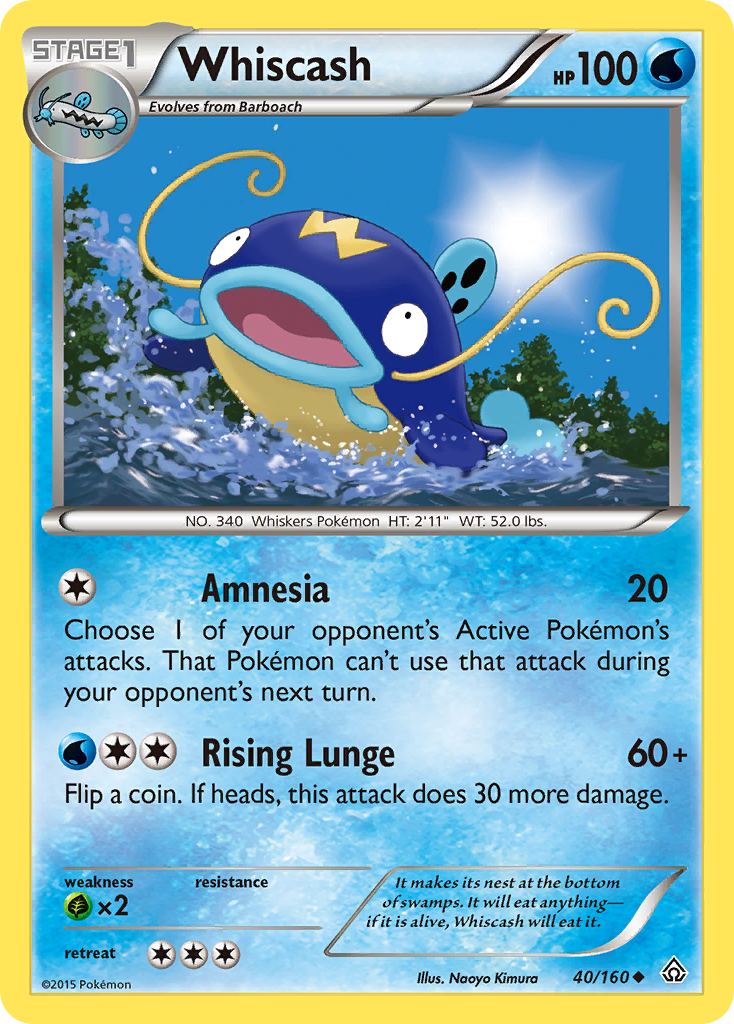 STAGE1
Whiscash
HP100
Evolves from Barboach
NO. 340 Whiskers Pokémon HT: 2'11" WT: 52.0 lbs.
Amnesia 20
Choose 1 of your opponent's Active Pokémon's
attacks. That Pokémon can't use that attack during
your opponent's next turn.
Rising Lunge 60+
Flip a coin. If heads, this attack does 30 more damage.
weakness resistance
×2
retreat
It makes its nest at the bottom
of swamps. It will eat anything—
if it is alive, Whiscash will eat it.
©2015 Pokémon
Illus. Naoyo Kimura
40/160